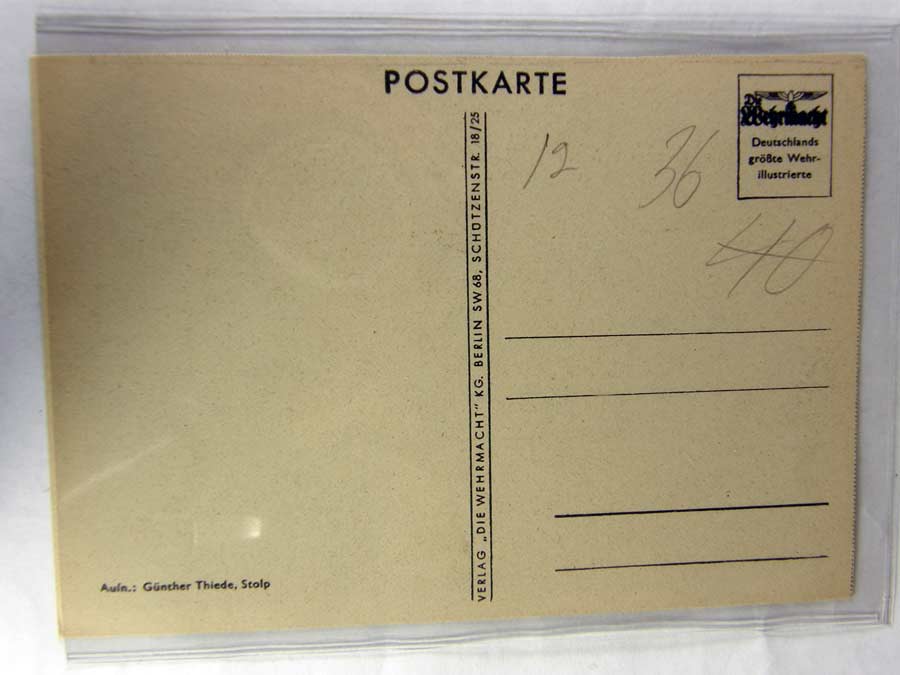 POSTKARTE
Die
Wehrmacht
Deutschlands
größte Wehr-
illustrierte
12
36
40
VERLAG „DIE WEHRMACHT“ KG. BERLIN SW 68, SCHÜTZENSTR. 18/25
Aufn.: Günther Thiede, Stolp